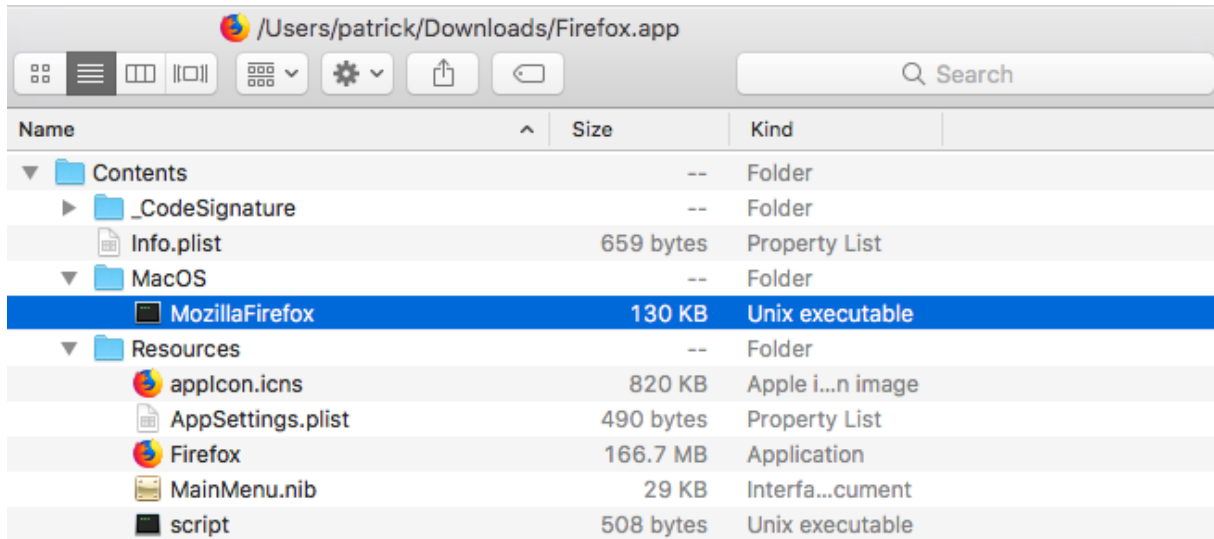 /Users/patrick/Downloads/Firefox.app
Search
Name Size Kind
Contents -- Folder
_CodeSignature -- Folder
Info.plist 659 bytes Property List
MacOS -- Folder
MozillaFirefox 130 KB Unix executable
Resources -- Folder
appIcon.icns 820 KB Apple i...n image
AppSettings.plist 490 bytes Property List
Firefox 166.7 MB Application
MainMenu.nib 29 KB Interfa...cument
script 508 bytes Unix executable